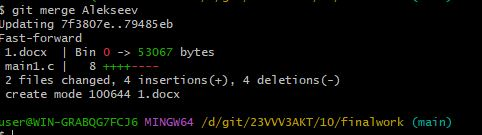 $ git merge Alekseev
Updating 7f3807e..79485eb
Fast-forward
 1.docx  | Bin 0 -> 53067 bytes
 main1.c |   8 ++++----
 2 files changed, 4 insertions(+), 4 deletions(-)
 create mode 100644 1.docx
user@WIN-GRABQG7FCJ6 MINGW64 /d/git/23VVV3AKT/10/finalwork (main)
$